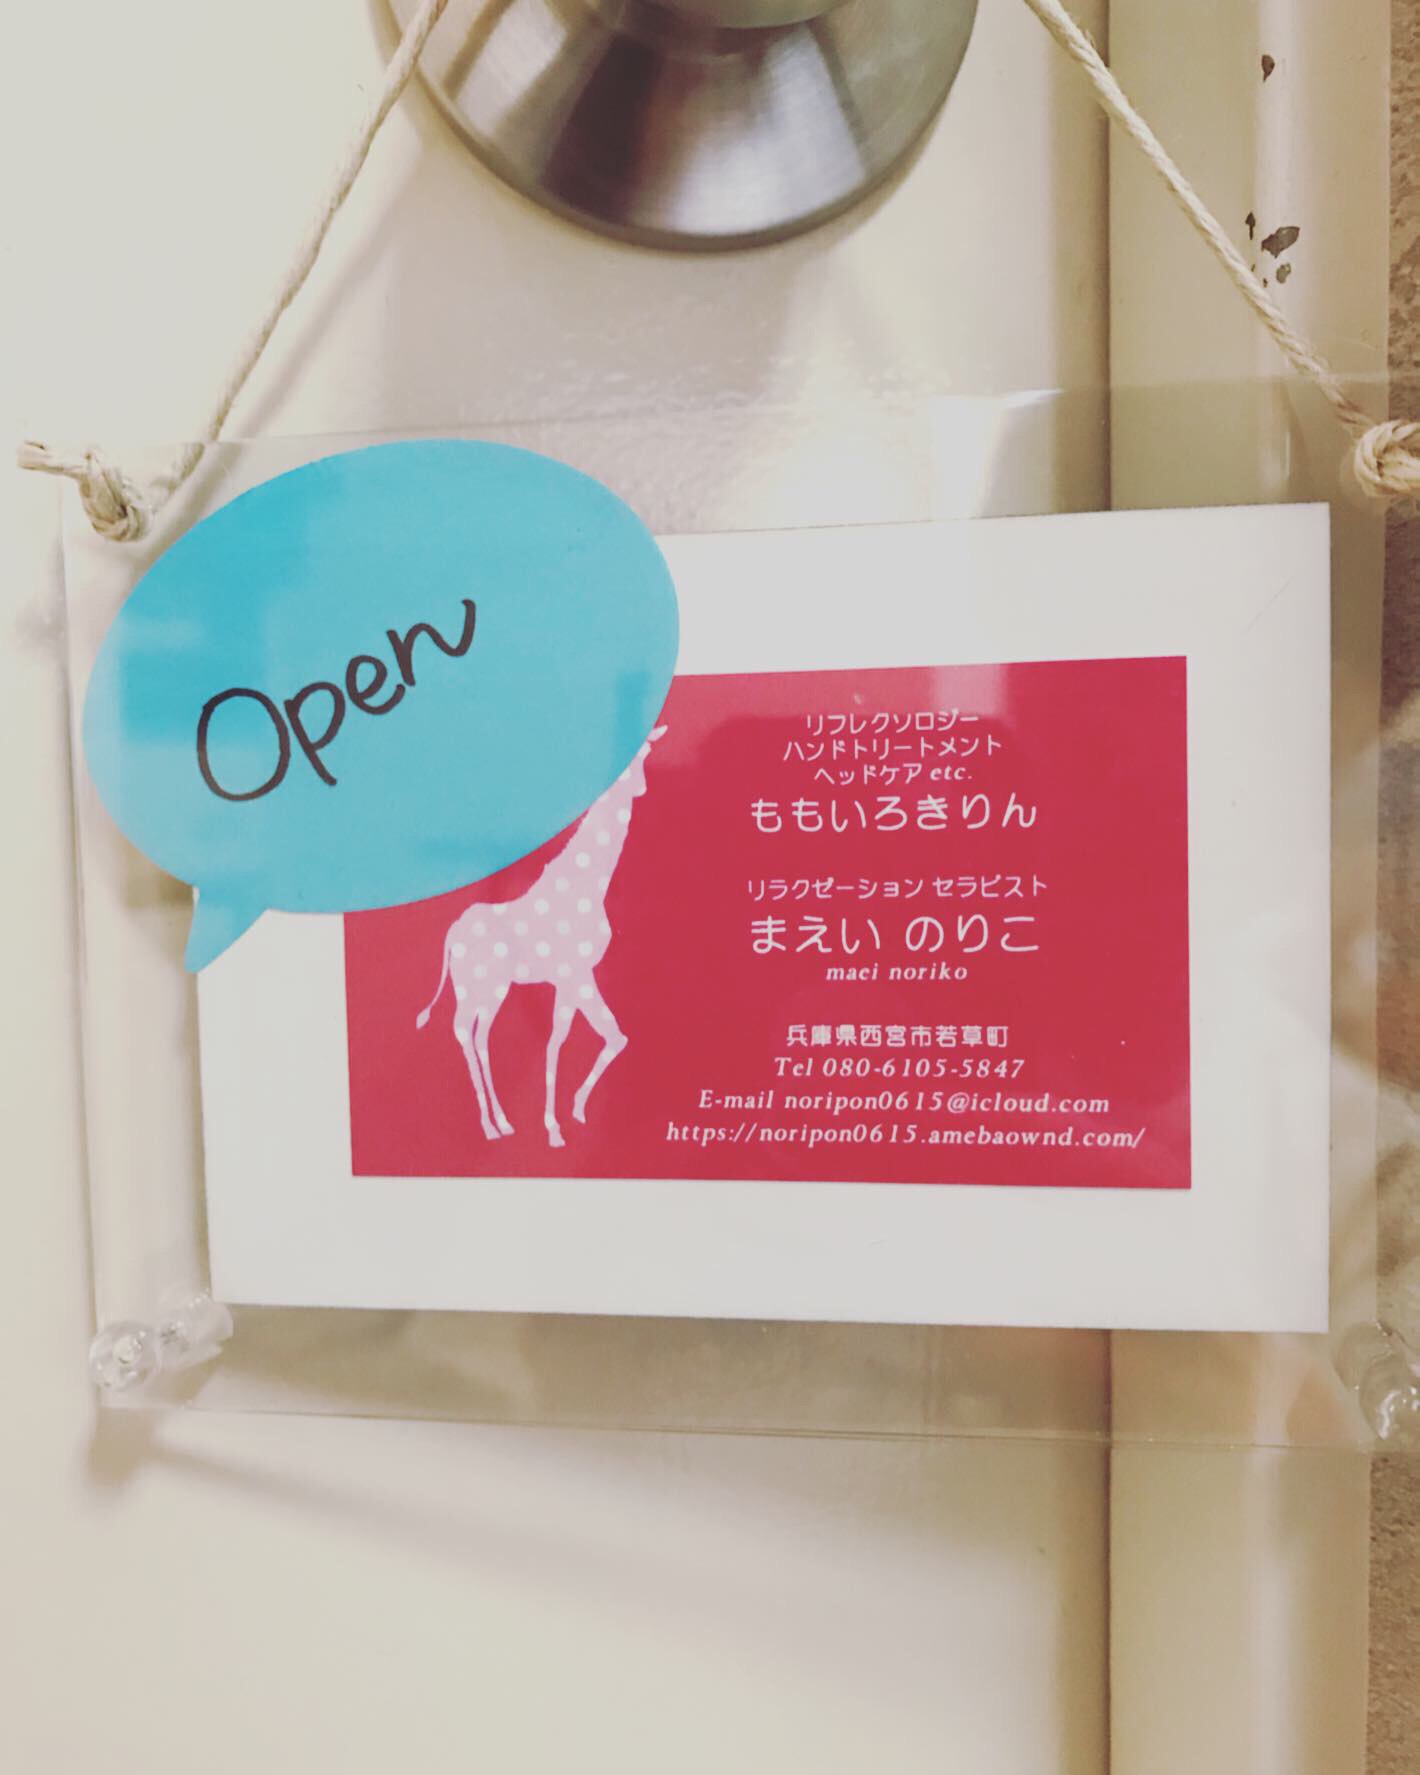 Open
リフレクソロジー
ハンドトリートメント
ヘッドケア etc.
ももいろきりん
リラクゼーション セラピスト
まえい のりこ
maei noriko
兵庫県西宮市若草町
Tel 080-6105-5847
E-mail noripon0615@icloud.com
https://noripon0615.amebaownd.com/